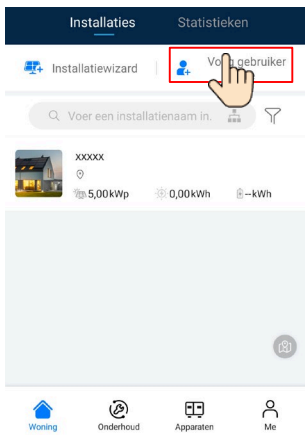 Installaties Statistieken
Installatiewizard gebruiker
Voer een installatienaam in.
xxxxx
5,00kWp 0,00kWh --kWh
Woning Onderhoud Apparaten Me